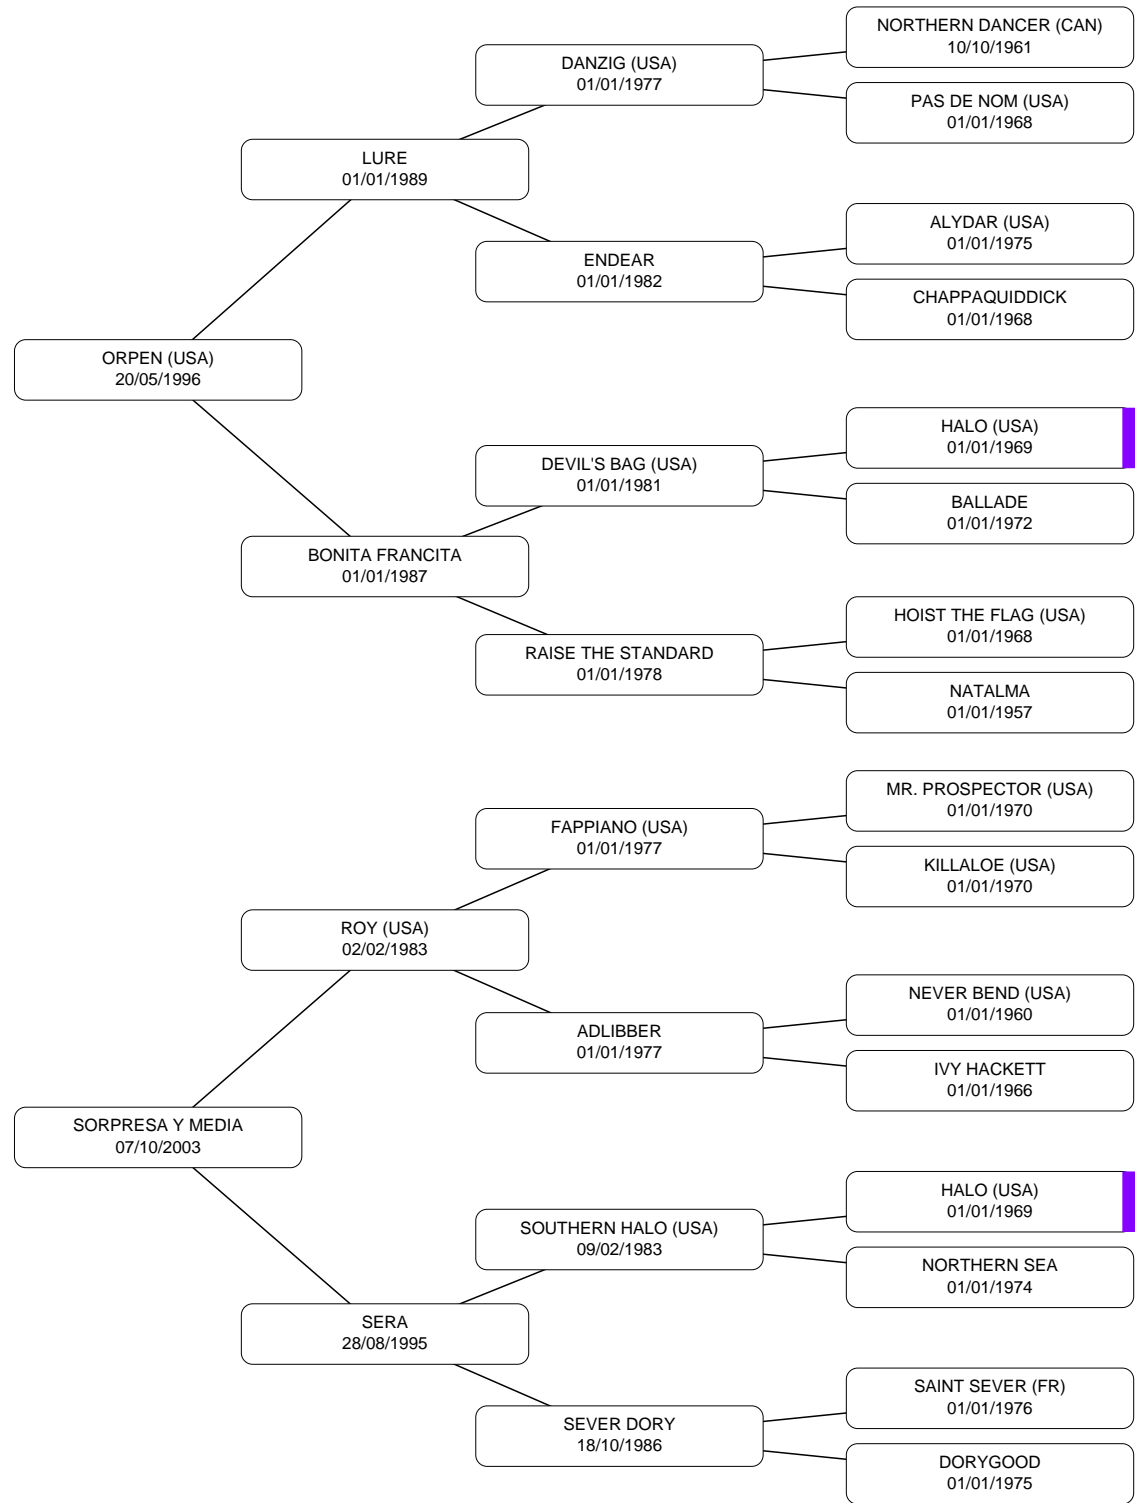 NORTHERN DANCER (CAN)
10/10/1961
DANZIG (USA)
01/01/1977
PAS DE NOM (USA)
01/01/1968
LURE
01/01/1989
ALYDAR (USA)
01/01/1975
ENDEAR
01/01/1982
CHAPPAQUIDDICK
01/01/1968
ORPEN (USA)
20/05/1996
HALO (USA)
01/01/1969
DEVIL'S BAG (USA)
01/01/1981
BALLADE
01/01/1972
BONITA FRANCITA
01/01/1987
HOIST THE FLAG (USA)
01/01/1968
RAISE THE STANDARD
01/01/1978
NATALMA
01/01/1957
MR. PROSPECTOR (USA)
01/01/1970
FAPPIANO (USA)
01/01/1977
KILLALOE (USA)
01/01/1970
ROY (USA)
02/02/1983
NEVER BEND (USA)
01/01/1960
ADLIBBER
01/01/1977
IVY HACKETT
01/01/1966
SORPRESA Y MEDIA
07/10/2003
HALO (USA)
01/01/1969
SOUTHERN HALO (USA)
09/02/1983
NORTHERN SEA
01/01/1974
SERA
28/08/1995
SAINT SEVER (FR)
01/01/1976
SEVER DORY
18/10/1986
DORYGOOD
01/01/1975